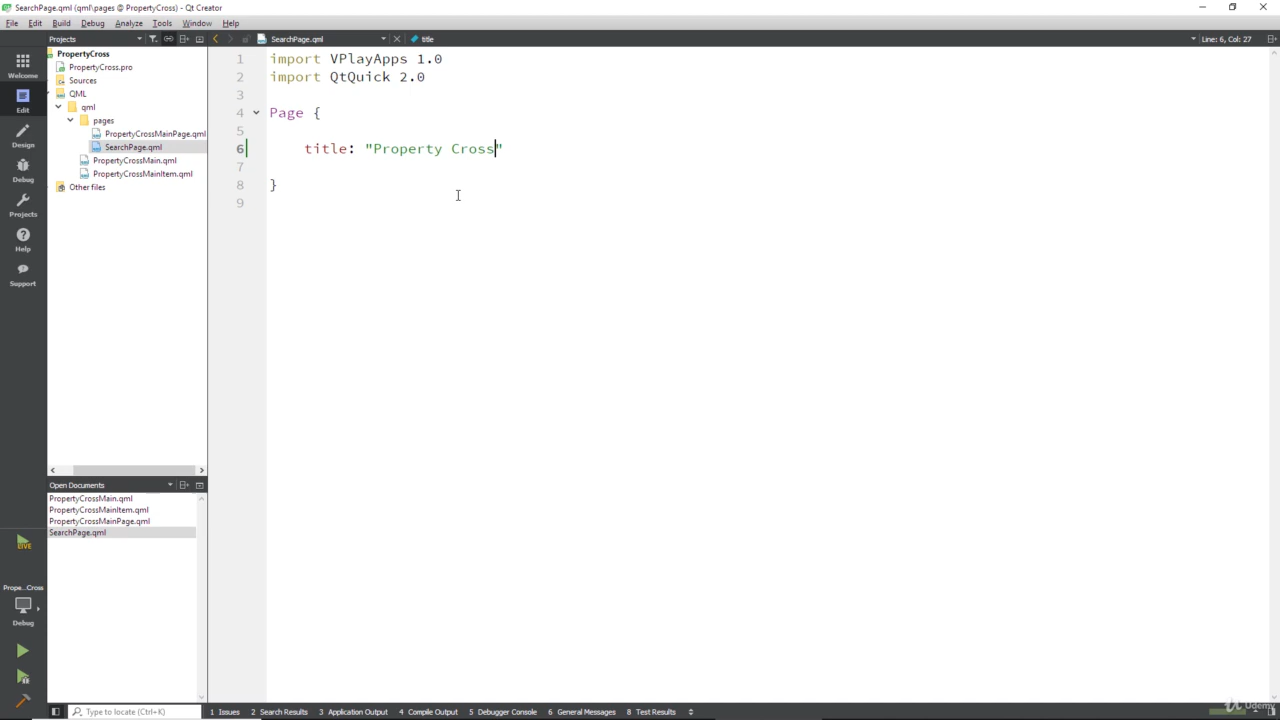 SearchPage.qml (qml\pages @ PropertyCross) - Qt Creator
File Edit Build Debug Analyze Tools Window Help
Projects
SearchPage.qml
title
Line: 6, Col: 27
Welcome
Edit
Design
Debug
Projects
Help
Support
PropertyCross
PropertyCross.pro
Sources
QML
qml
pages
PropertyCrossMainPage.qml
SearchPage.qml
PropertyCrossMain.qml
PropertyCrossMainItem.qml
Other files
1 import VPlayApps 1.0
2 import QtQuick 2.0
3
4 Page {
5
6 title: "Property Cross"
7
8 }
9
Open Documents
PropertyCrossMain.qml
PropertyCrossMainItem.qml
PropertyCrossMainPage.qml
SearchPage.qml
LIVE
Prope...Cross
Debug
Type to locate (Ctrl+K)
1 Issues 2 Search Results 3 Application Output 4 Compile Output 5 Debugger Console 6 General Messages 8 Test Results
Udemy